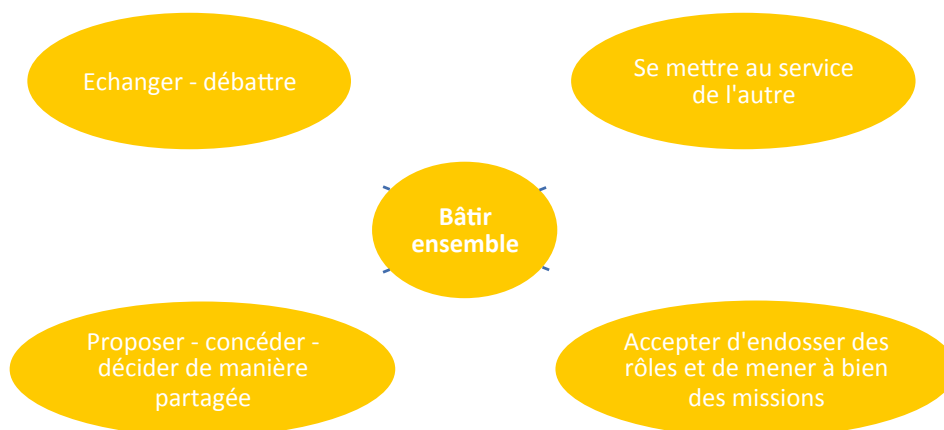 Echanger - débattre
Se mettre au service
de l'autre
Bâtir
ensemble
Proposer - concéder -
décider de manière
partagée
Accepter d'endosser des
rôles et de mener à bien
des missions